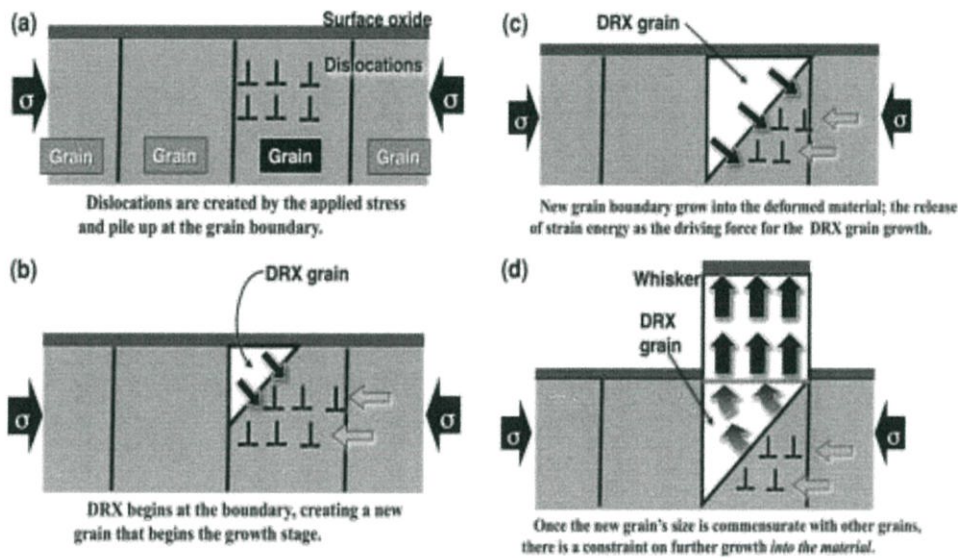 (a)
Surface oxide
Dislocations
σ
σ
Grain
Grain
Grain
Grain
Dislocations are created by the applied stress
and pile up at the grain boundary.
(b)
DRX grain
σ
σ
DRX begins at the boundary, creating a new
grain that begins the growth stage.
(c)
DRX grain
σ
σ
New grain boundary grow into the deformed material; the release
of strain energy as the driving force for the DRX grain growth.
(d)
Whisker
DRX
grain
σ
σ
Once the new grain's size is commensurate with other grains,
there is a constraint on further growth into the material.